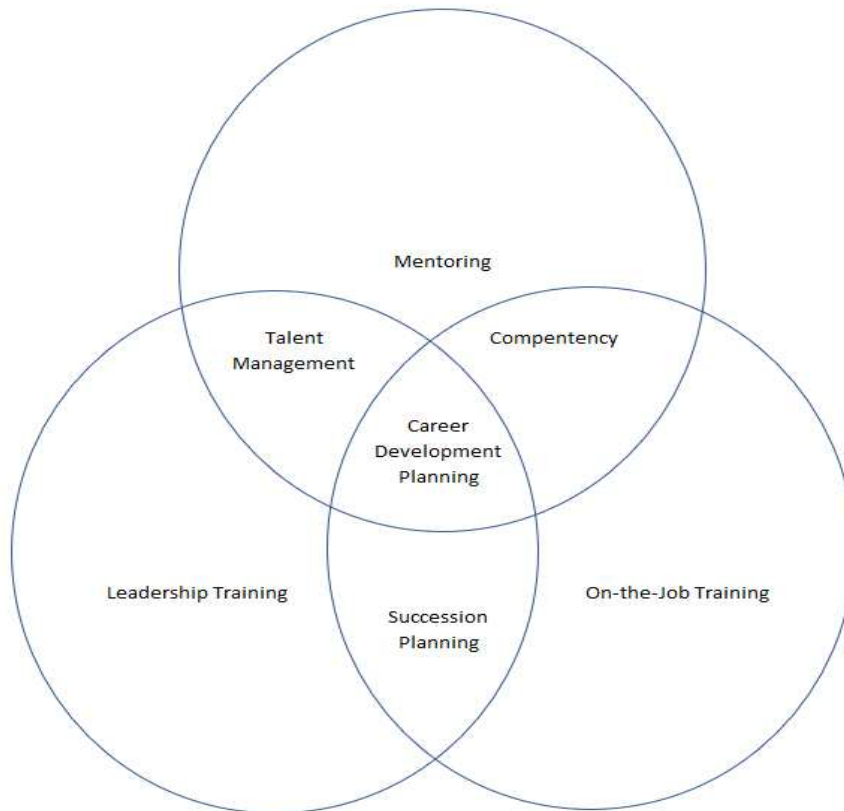 Mentoring
Talent
Management
Compentency
Career
Development
Planning
Leadership Training
On-the-Job Training
Succession
Planning